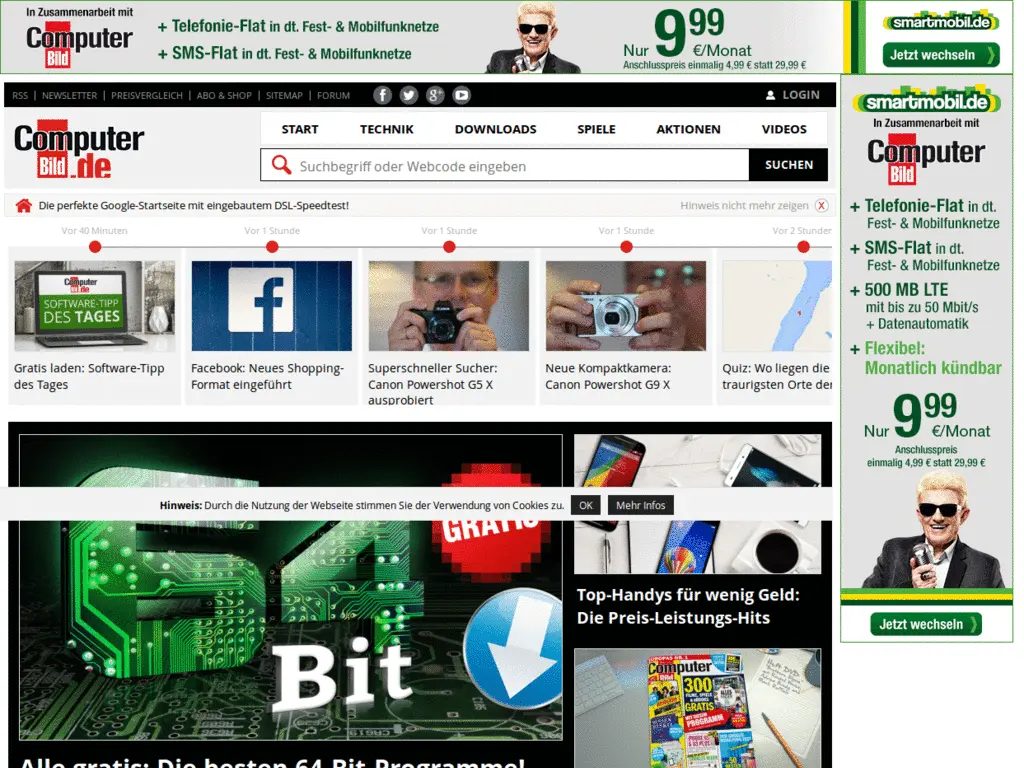 In Zusammenarbeit mit
Computer
Bild
+ Telefonie-Flat in dt. Fest- & Mobilfunknetze
+ SMS-Flat in dt. Fest- & Mobilfunknetze
Nur 9,99 €/Monat
Anschlusspreis einmalig 4,99 € statt 29,99 €
smartmobil.de
Jetzt wechseln
RSS | NEWSLETTER | PREISVERGLEICH | ABO & SHOP | SITEMAP | FORUM
LOGIN
Computer
Bild.de
START TECHNIK DOWNLOADS SPIELE AKTIONEN VIDEOS
Suchbegriff oder Webcode eingeben
SUCHEN
Die perfekte Google-Startseite mit eingebautem DSL-Speedtest!
Hinweis nicht mehr zeigen X
Vor 40 Minuten
Vor 1 Stunde
Vor 1 Stunde
Vor 1 Stunde
Vor 2 Stunden
Computer
Bild.de
SOFTWARE-TIPP
DES TAGES
Gratis laden: Software-Tipp
des Tages
Facebook: Neues Shopping-
Format eingeführt
Superschneller Sucher:
Canon Powershot G5 X
ausprobiert
Neue Kompaktkamera:
Canon Powershot G9 X
Quiz: Wo liegen die
traurigsten Orte der
64
Bit
GRATIS
Hinweis: Durch die Nutzung der Webseite stimmen Sie der Verwendung von Cookies zu.
OK
Mehr Infos
Alle gratis: Die besten 64-Bit-Programme!
Top-Handys für wenig Geld:
Die Preis-Leistungs-Hits
Computer
Bild
300
GRATIS
PROGRAMM
smartmobil.de
In Zusammenarbeit mit
Computer
Bild
+ Telefonie-Flat in dt.
Fest- & Mobilfunknetze
+ SMS-Flat in dt.
Fest- & Mobilfunknetze
+ 500 MB LTE
mit bis zu 50 Mbit/s
+ Datenautomatik
+ Flexibel:
Monatlich kündbar
Nur 9,99 €/Monat
Anschlusspreis
einmalig 4,99 € statt 29,99 €
Jetzt wechseln